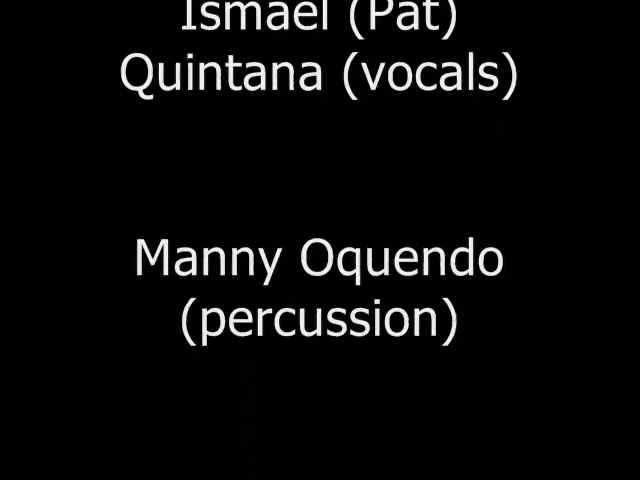 Ismael (Pat)
Quintana (vocals)
Manny Oquendo
(percussion)